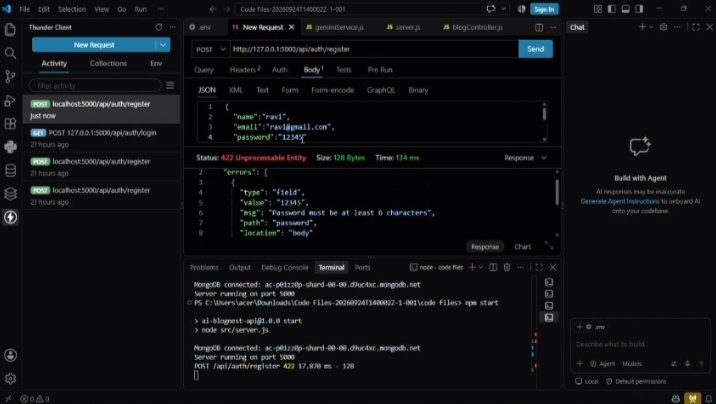 File Edit Selection View Go Run ...
Code Files-20260924T140002Z-1-001
Sign In
Thunder Client
New Request
Activity Collections Env
filter activity
POST localhost:5000/api/auth/register
just now
GET POST 127.0.0.1:5000/api/auth/login
21 hours ago
POST localhost:5000/api/auth/register
21 hours ago
POST localhost:5000/api/auth/register
21 hours ago
.env
New Request
geminiService.js
server.js
blogController.js
POST http://127.0.0.1:5000/api/auth/register Send
Query Headers 2 Auth Body 1 Tests Pre Run
JSON XML Text Form Form-encode GraphQL Binary
1 {
2 "name":"ravi",
3 "email":"ravi@gmail.com",
4 "password":"12345"
Status: 422 Unprocessable Entity Size: 128 Bytes Time: 134 ms Response
2 "errors": [
3 {
4 "type": "field",
5 "value": "12345",
6 "msg": "Password must be at least 6 characters",
7 "path": "password",
8 "location": "body"
Response Chart
Problems Output Debug Console Terminal Ports
node - code files
MongoDB connected: ac-p01zz0p-shard-00-00.d9uc4xc.mongodb.net
Server running on port 5000
PS C:\Users\acer\Downloads\Code Files-20260924T140002Z-1-001\code files> npm start
> ai-blognest-api@1.0.0 start
> node src/server.js
MongoDB connected: ac-p01zz0p-shard-00-00.d9uc4xc.mongodb.net
Server running on port 5000
POST /api/auth/register 422 17.870 ms - 128
Chat
Build with Agent
AI responses may be inaccurate
Generate Agent Instructions to onboard AI
onto your codebase.
.env
Describe what to build
Agent Models
Local Default permissions
0 0